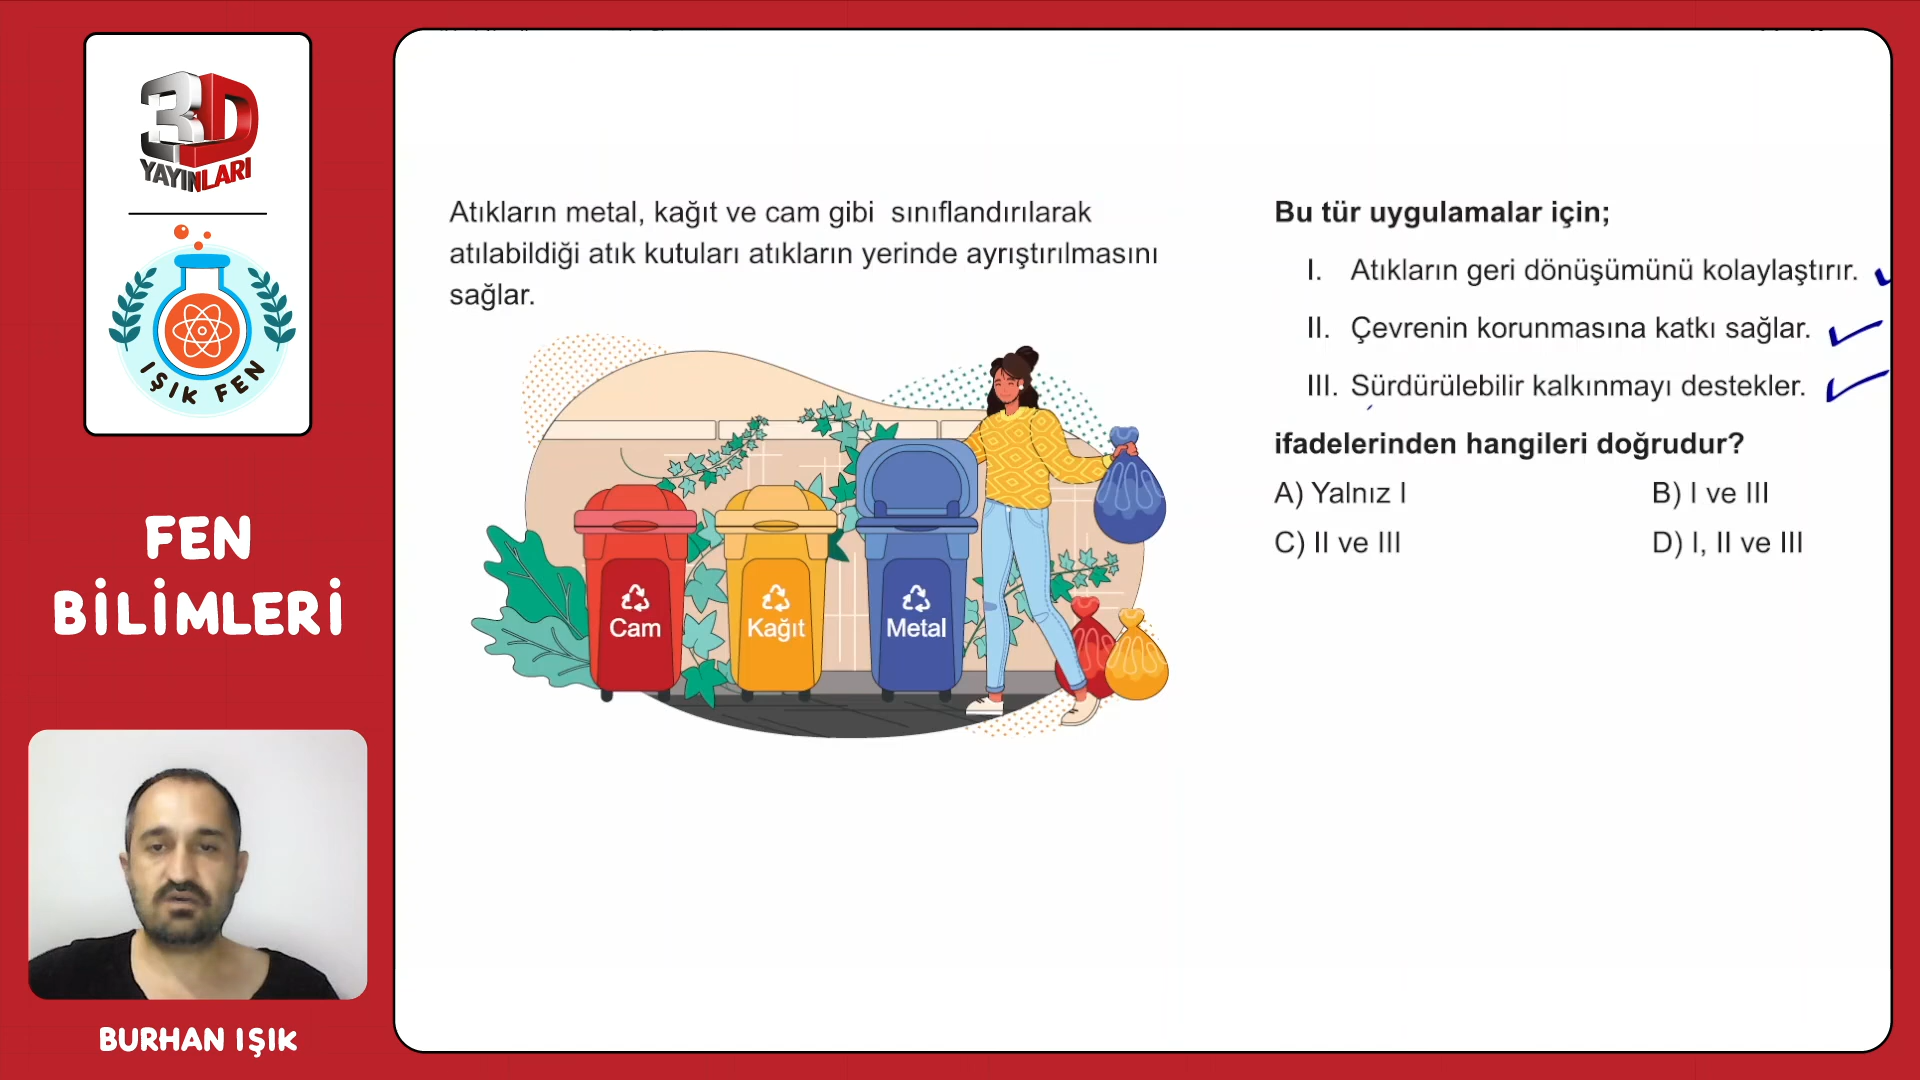 3D
YAYINLARI
IŞIK FEN
FEN
BİLİMLERİ
BURHAN IŞIK
Atıkların metal, kağıt ve cam gibi sınıflandırılarak
atılabildiği atık kutuları atıkların yerinde ayrıştırılmasını
sağlar.
Cam
Kağıt
Metal
Bu tür uygulamalar için;
I. Atıkların geri dönüşümünü kolaylaştırır.
II. Çevrenin korunmasına katkı sağlar.
III. Sürdürülebilir kalkınmayı destekler.
ifadelerinden hangileri doğrudur?
A) Yalnız I
B) I ve III
C) II ve III
D) I, II ve III